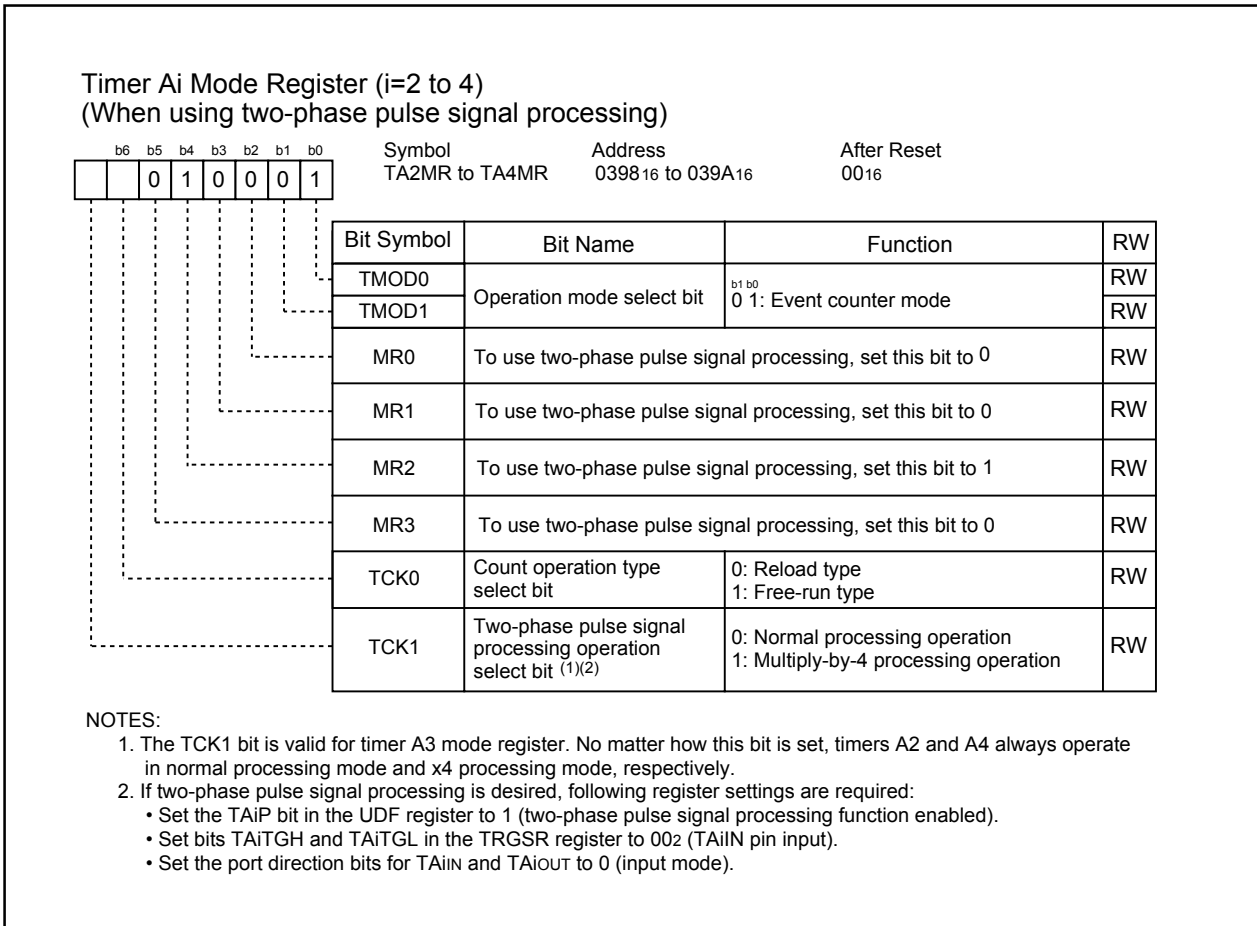 Timer Ai Mode Register (i=2 to 4)
(When using two-phase pulse signal processing)
b6 b5 b4 b3 b2 b1 b0
0 1 0 0 0 1
Symbol Address After Reset
TA2MR to TA4MR 039816 to 039A16 0016
Bit Symbol Bit Name Function RW
TMOD0 RW
Operation mode select bit
b1 b0
0 1: Event counter mode
TMOD1 RW
MR0 To use two-phase pulse signal processing, set this bit to 0 RW
MR1 To use two-phase pulse signal processing, set this bit to 0 RW
MR2 To use two-phase pulse signal processing, set this bit to 1 RW
MR3 To use two-phase pulse signal processing, set this bit to 0 RW
TCK0 Count operation type select bit 0: Reload type RW
1: Free-run type
TCK1 Two-phase pulse signal processing operation select bit (1)(2) 0: Normal processing operation RW
1: Multiply-by-4 processing operation
NOTES:
1. The TCK1 bit is valid for timer A3 mode register. No matter how this bit is set, timers A2 and A4 always operate
in normal processing mode and x4 processing mode, respectively.
2. If two-phase pulse signal processing is desired, following register settings are required:
• Set the TAiP bit in the UDF register to 1 (two-phase pulse signal processing function enabled).
• Set bits TAiTGH and TAiTGL in the TRGSR register to 002 (TAiIN pin input).
• Set the port direction bits for TAiIN and TAiOUT to 0 (input mode).